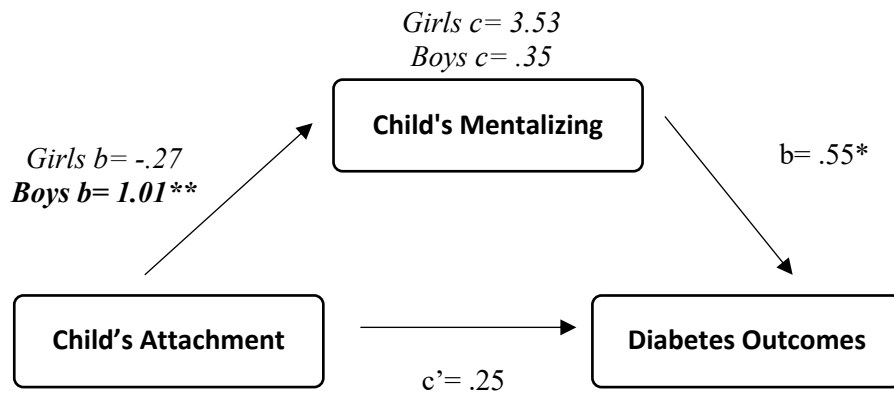 Girls c= 3.53
Boys c= .35
Child's Mentalizing
Girls b= -.27
Boys b= 1.01**
b= .55*
Child’s Attachment
Diabetes Outcomes
c’= .25